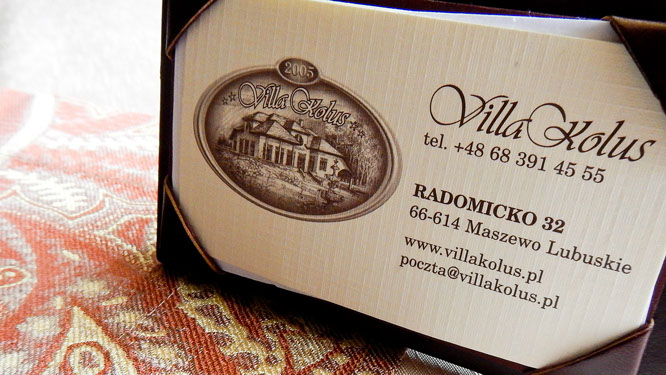 2005
Villa Kolus
Villa Kolus
tel. +48 68 391 45 55
RADOMICKO 32
66-614 Maszewo Lubuskie
www.villakolus.pl
poczta@villakolus.pl